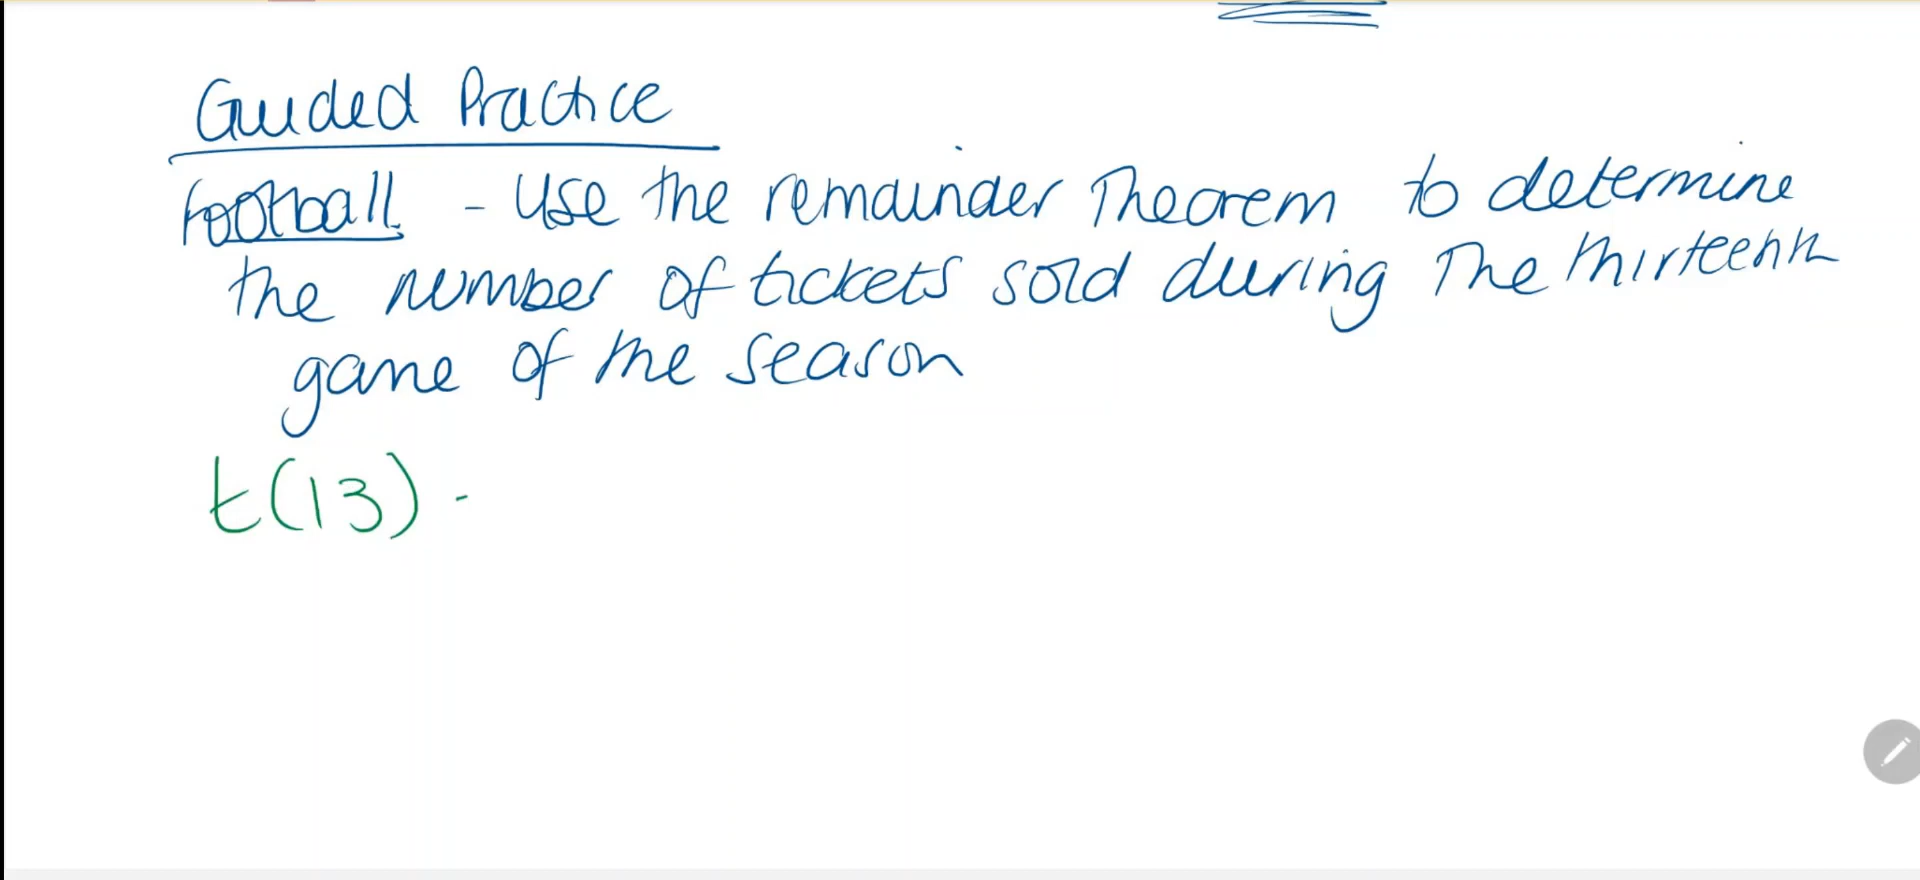 Guided Practice
Football - Use the remainder Theorem to determine
the number of tickets sold during The thirteenth
game of the season
t(13) -